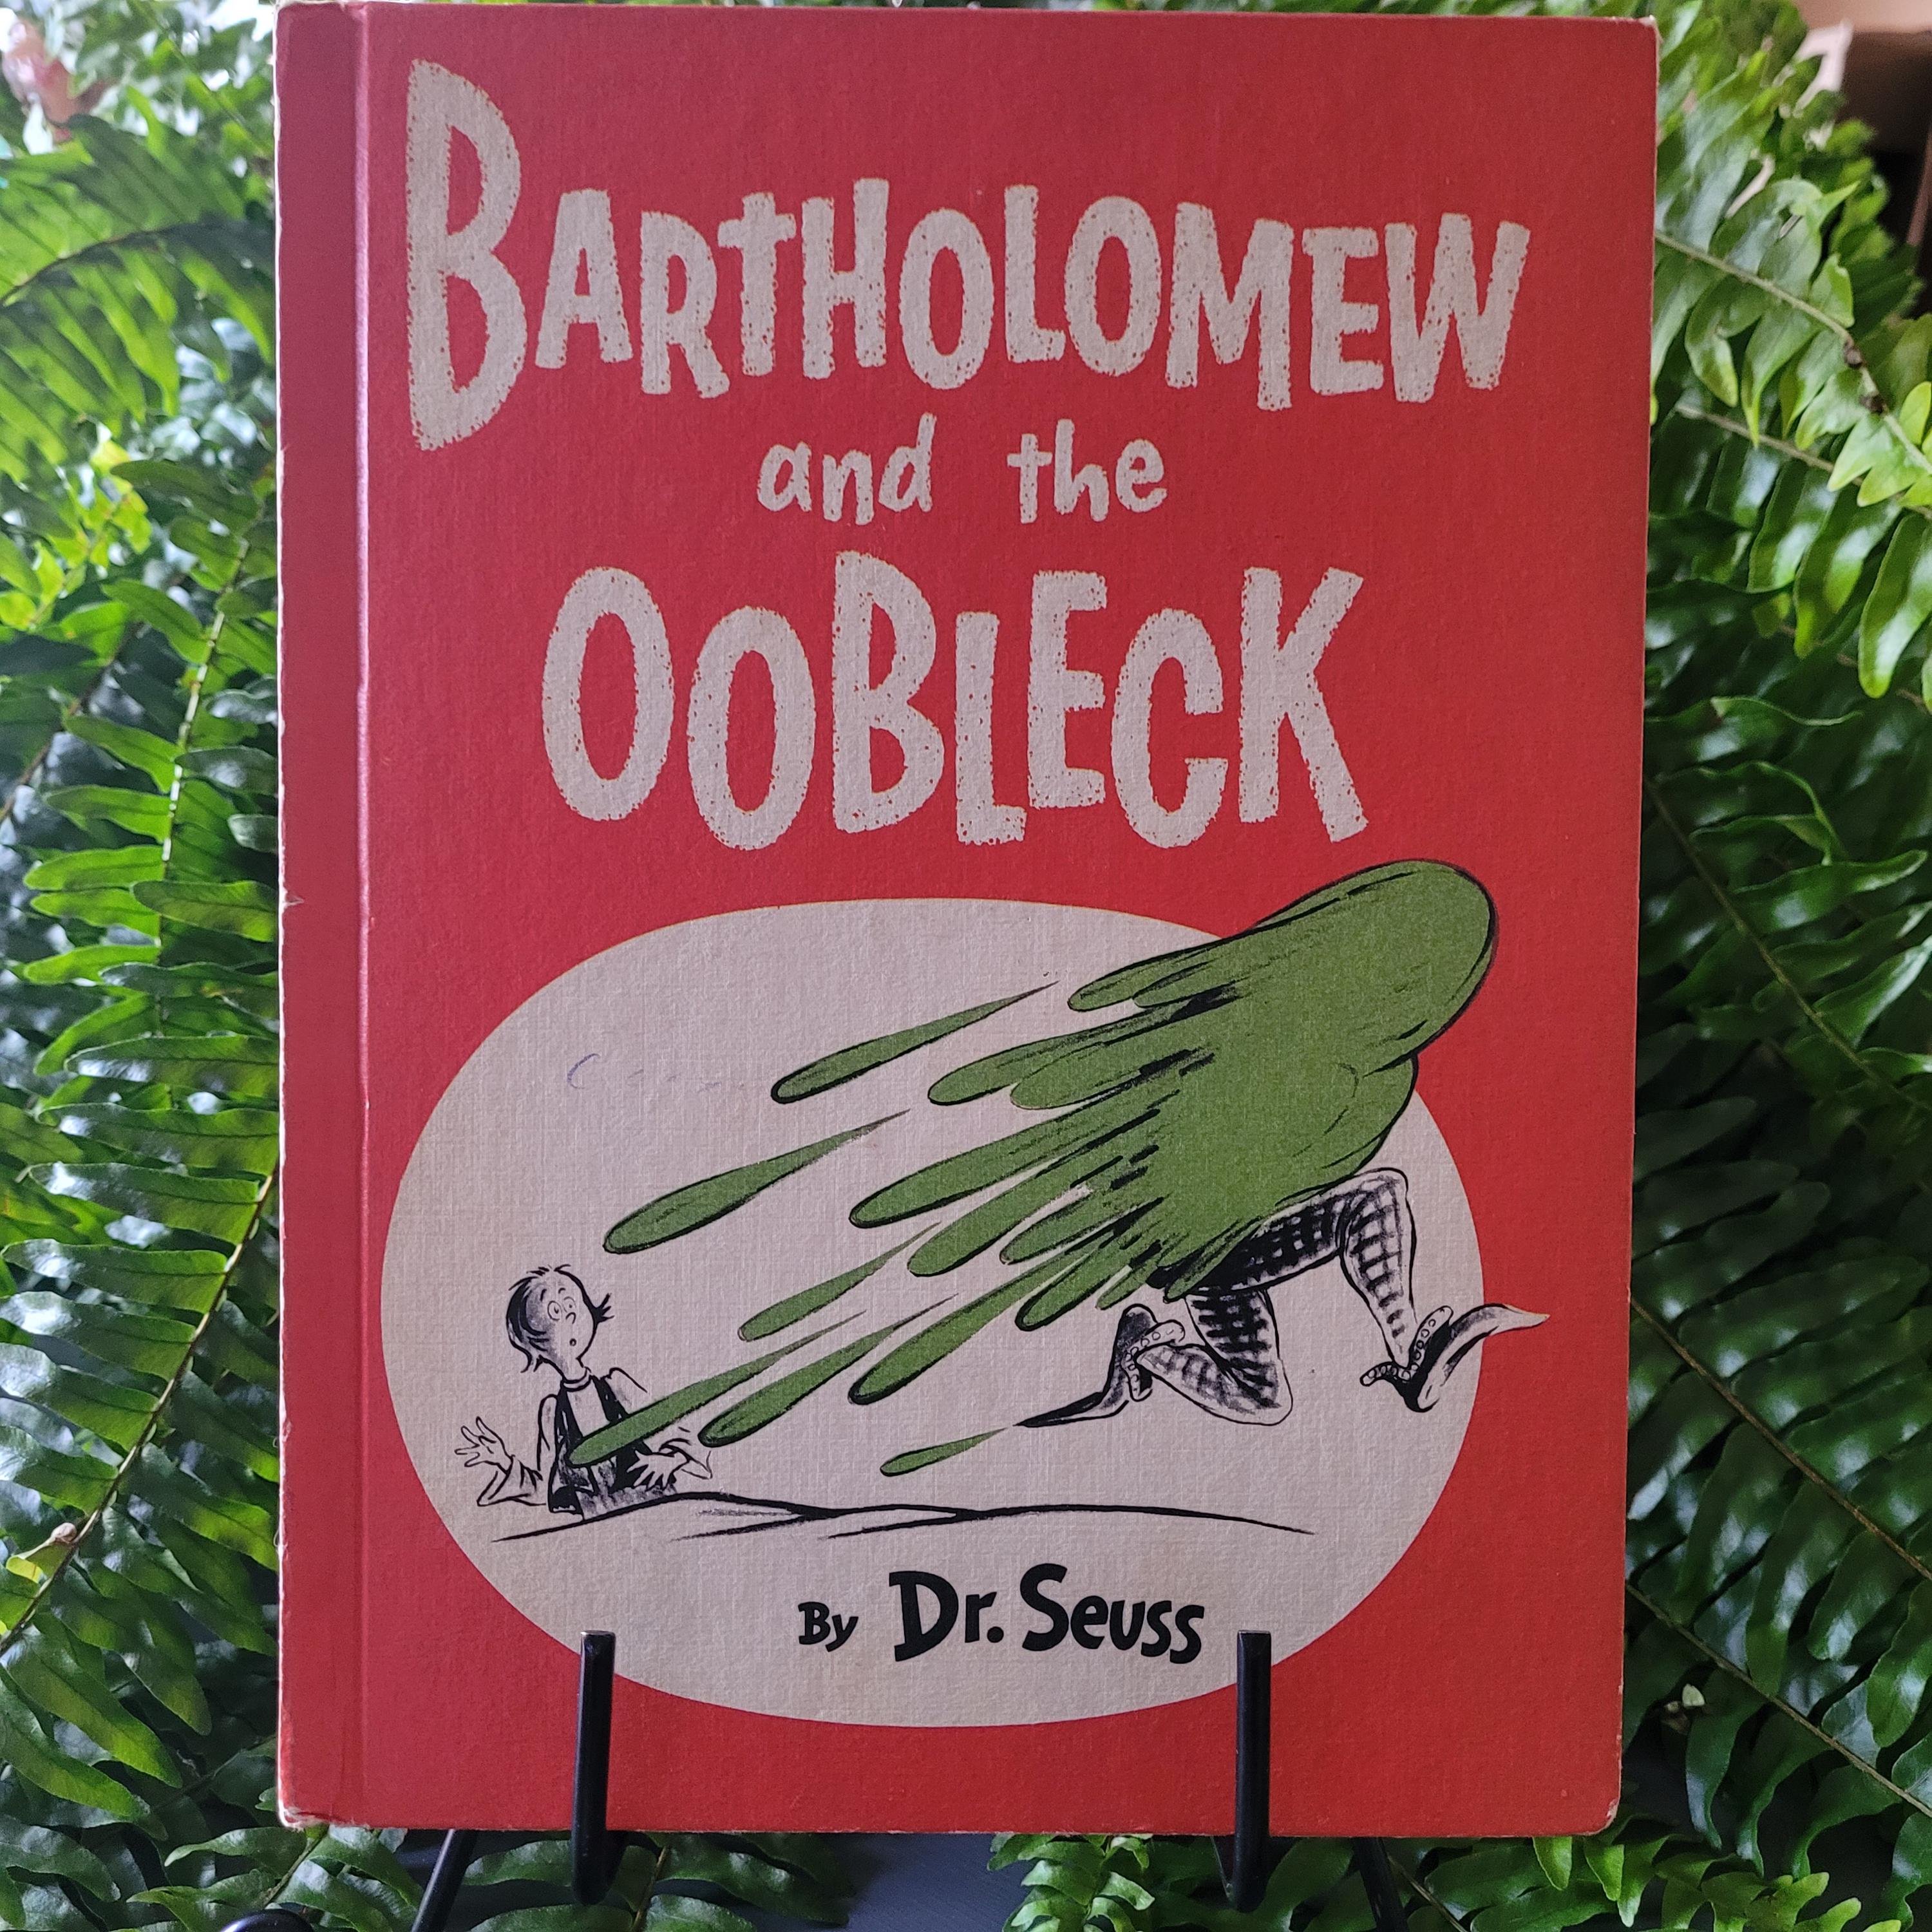 BARTHOLOMEW
and the
OOBLECK
By Dr. Seuss